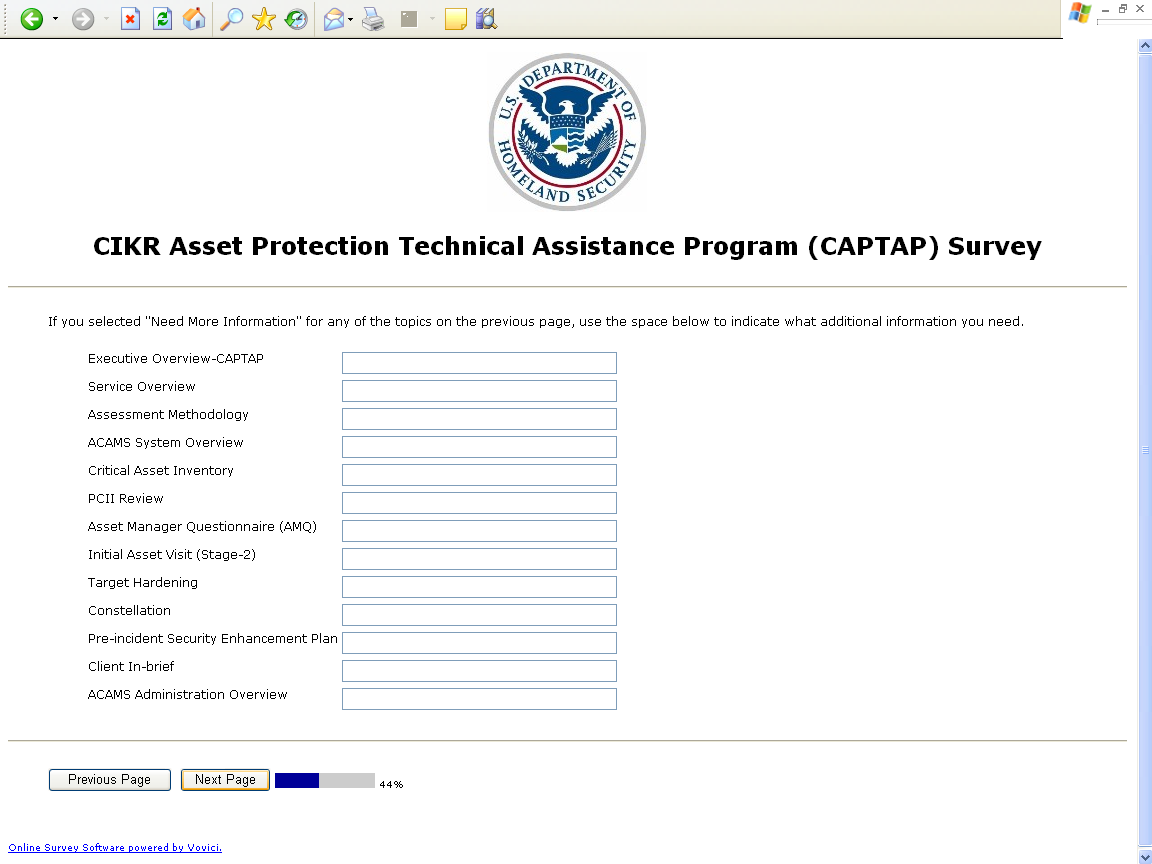 U.S. DEPARTMENT OF
HOMELAND SECURITY
CIKR Asset Protection Technical Assistance Program (CAPTAP) Survey
If you selected "Need More Information" for any of the topics on the previous page, use the space below to indicate what additional information you need.
Executive Overview-CAPTAP
Service Overview
Assessment Methodology
ACAMS System Overview
Critical Asset Inventory
PCII Review
Asset Manager Questionnaire (AMQ)
Initial Asset Visit (Stage-2)
Target Hardening
Constellation
Pre-incident Security Enhancement Plan
Client In-brief
ACAMS Administration Overview
Previous Page Next Page 44%
Online Survey Software powered by Vovici.